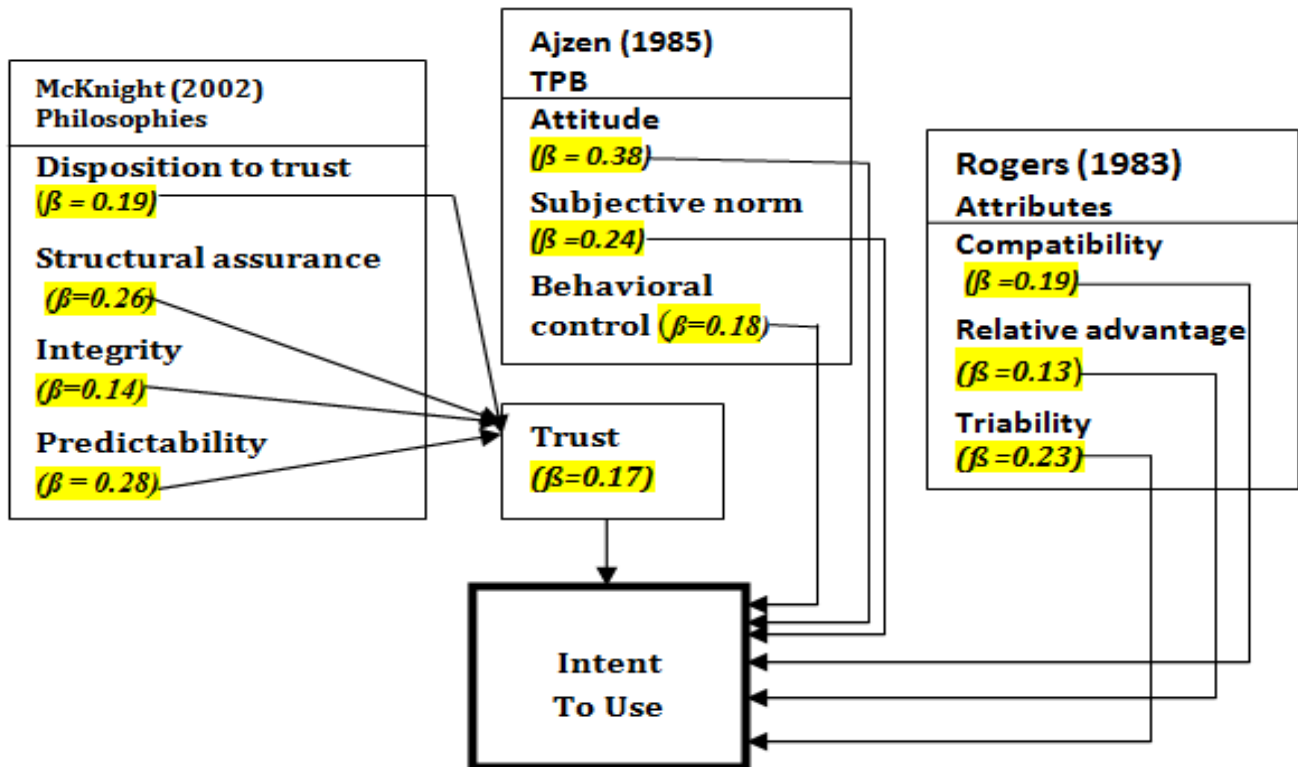 McKnight (2002)
Philosophies
Disposition to trust
(ß = 0.19)
Structural assurance
(ß=0.26)
Integrity
(ß=0.14)
Predictability
(ß = 0.28)
Ajzen (1985)
TPB
Attitude
(ß = 0.38)
Subjective norm
(ß =0.24)
Behavioral
control (ß=0.18)
Trust
(ß=0.17)
Rogers (1983)
Attributes
Compatibility
(ß =0.19)
Relative advantage
(ß =0.13)
Triability
(ß =0.23)
Intent
To Use